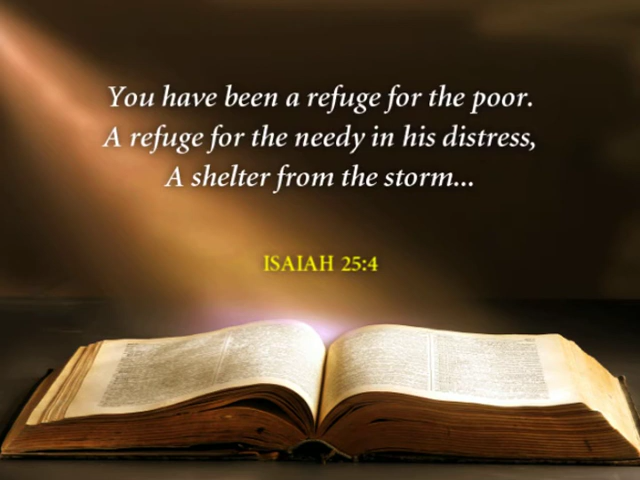 You have been a refuge for the poor.
A refuge for the needy in his distress,
A shelter from the storm...
ISAIAH 25:4